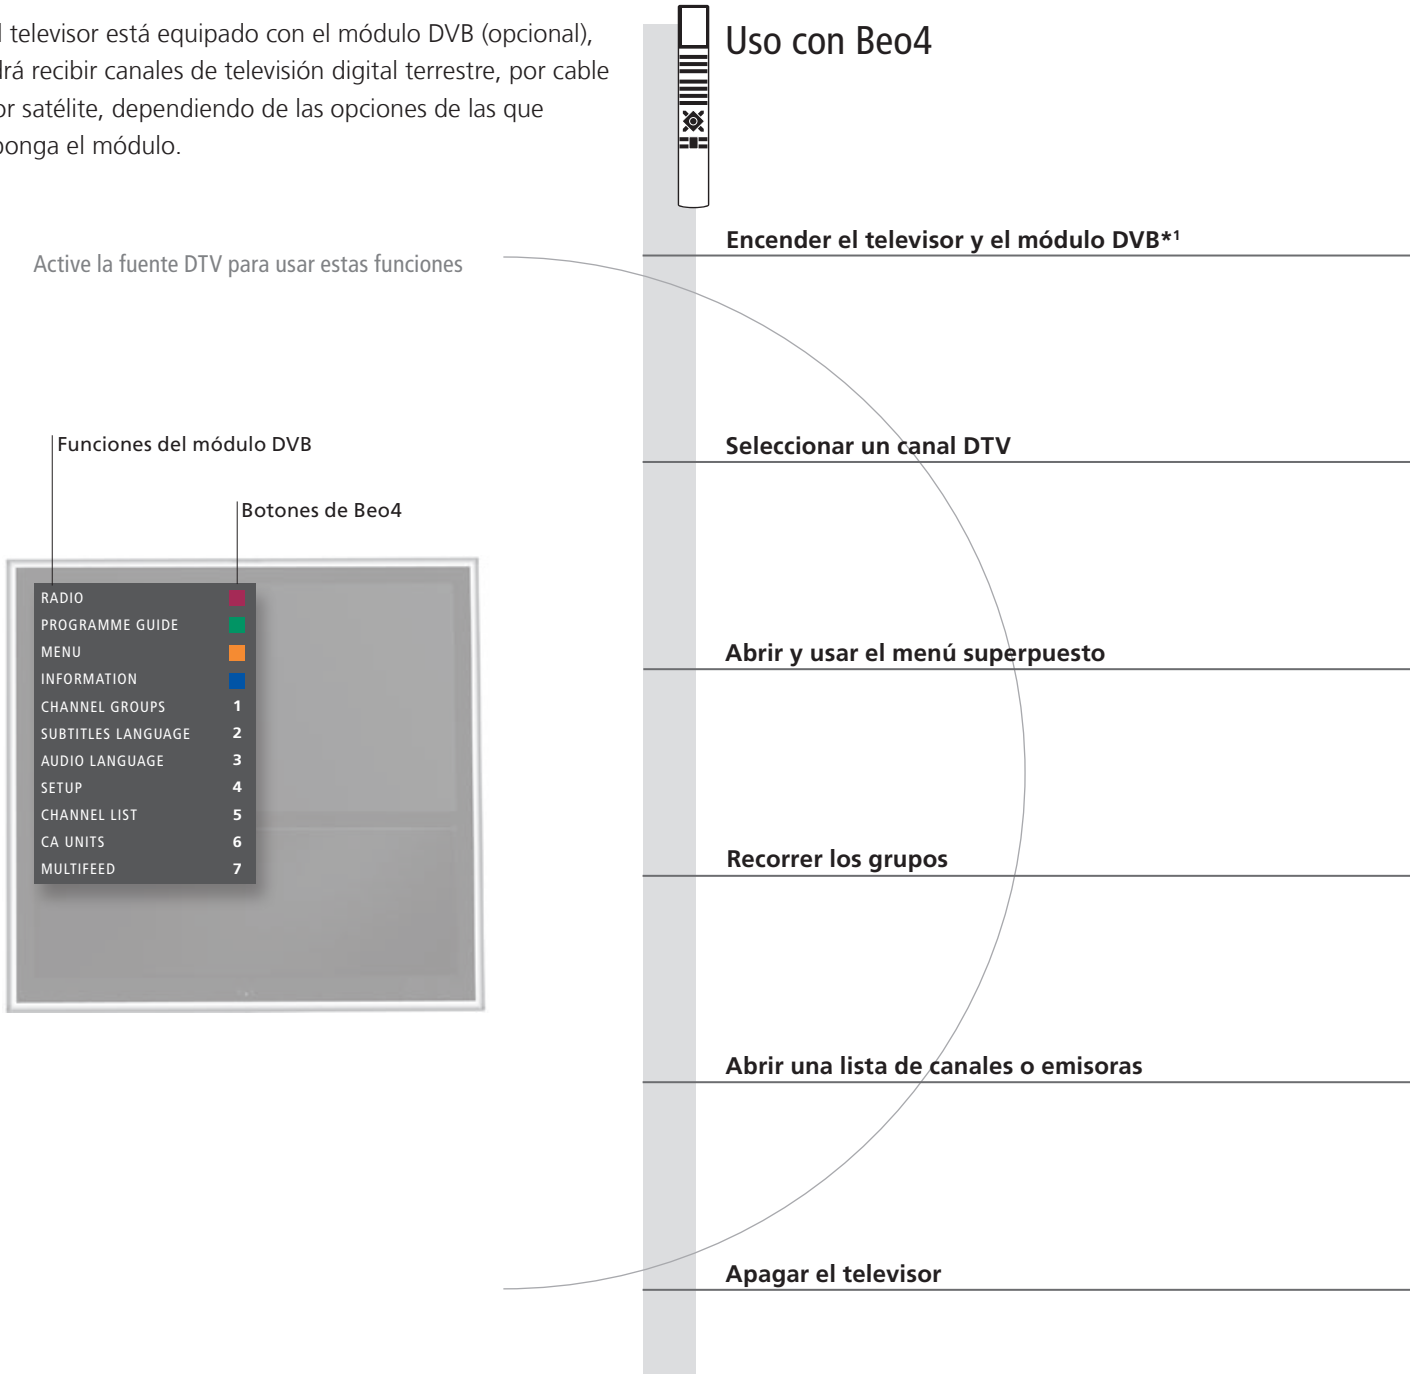 televisor está equipado con el módulo DVB (opcional),
recibir canales de televisión digital terrestre, por cable
satélite, dependiendo de las opciones de las que
el módulo.
Active la fuente DTV para usar estas funciones
Funciones del módulo DVB
Botones de Beo4
RADIO
PROGRAMME GUIDE
MENU
INFORMATION
CHANNEL GROUPS 1
SUBTITLES LANGUAGE 2
AUDIO LANGUAGE 3
SETUP 4
CHANNEL LIST 5
CA UNITS 6
MULTIFEED 7
Uso con Beo4
Encender el televisor y el módulo DVB*¹
Seleccionar un canal DTV
Abrir y usar el menú superpuesto
Recorrer los grupos
Abrir una lista de canales o emisoras
Apagar el televisor